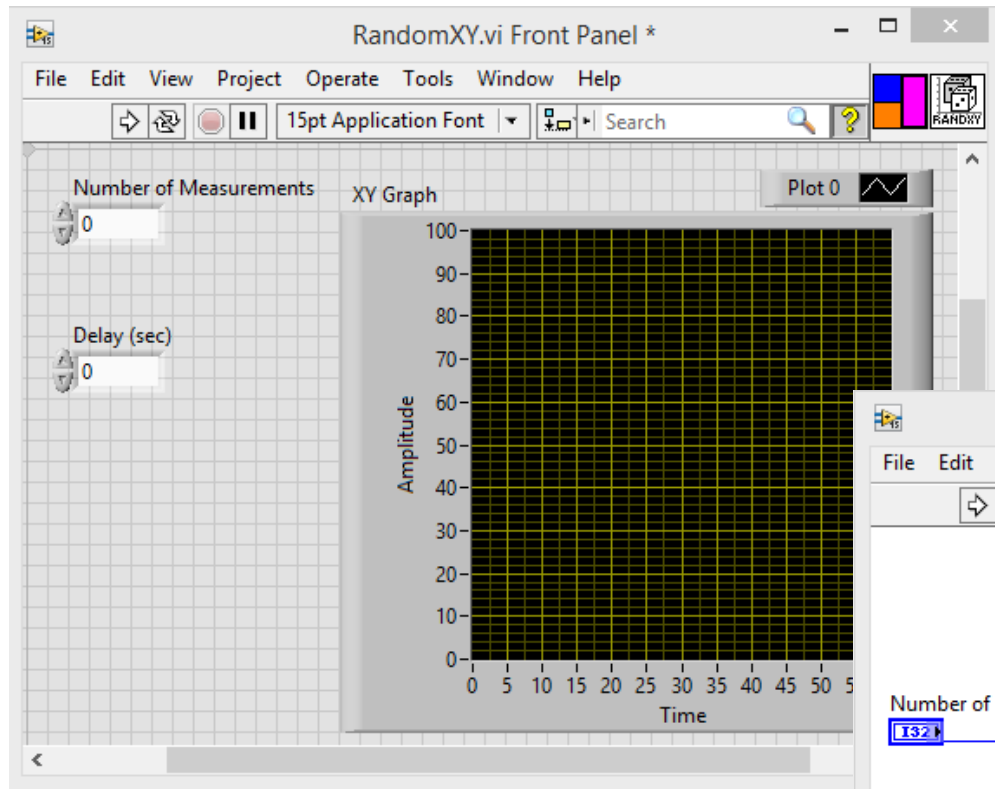 RandomXY.vi Front Panel *
File Edit View Project Operate Tools Window Help
15pt Application Font Search ?
RANDXY
Number of Measurements
0
Delay (sec)
0
XY Graph
Plot 0
100
90
80
70
60
50
40
30
20
10
0
Amplitude
0 5 10 15 20 25 30 35 40 45 50 5
Time
15
File Edit
Number of
I32